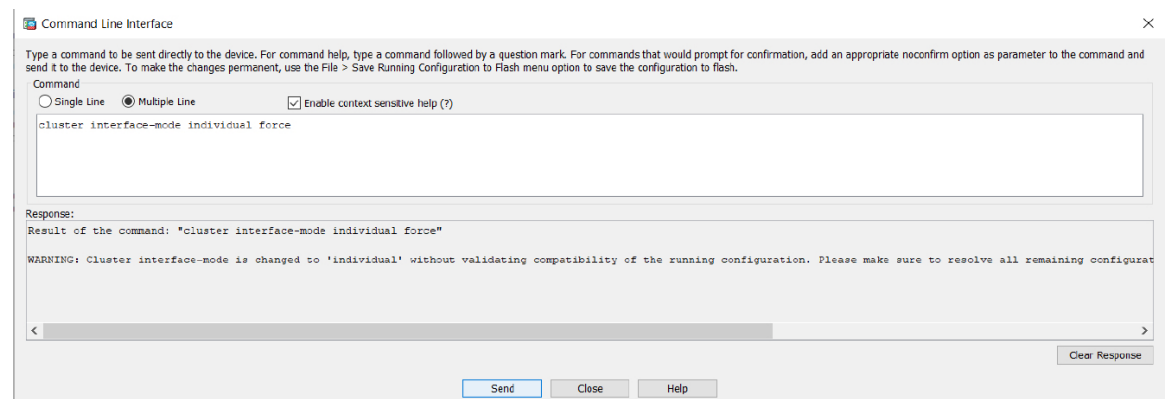 Command Line Interface
Type a command to be sent directly to the device. For command help, type a command followed by a question mark. For commands that would prompt for confirmation, add an appropriate noconfirm option as parameter to the command and
send it to the device. To make the changes permanent, use the File > Save Running Configuration to Flash menu option to save the configuration to flash.
Command
Single Line Multiple Line Enable context sensitive help (?)
cluster interface-mode individual force
Response:
Result of the command: "cluster interface-mode individual force"
WARNING: Cluster interface-mode is changed to 'individual' without validating compatibility of the running configuration. Please make sure to resolve all remaining configurat
Clear Response
Send Close Help